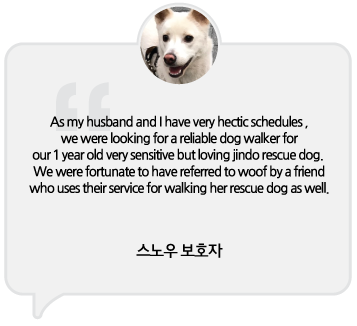 As my husband and I have very hectic schedules ,
we were looking for a reliable dog walker for
our 1 year old very sensitive but loving jindo rescue dog.
We were fortunate to have referred to woof by a friend
who uses their service for walking her rescue dog as well.
스노우 보호자